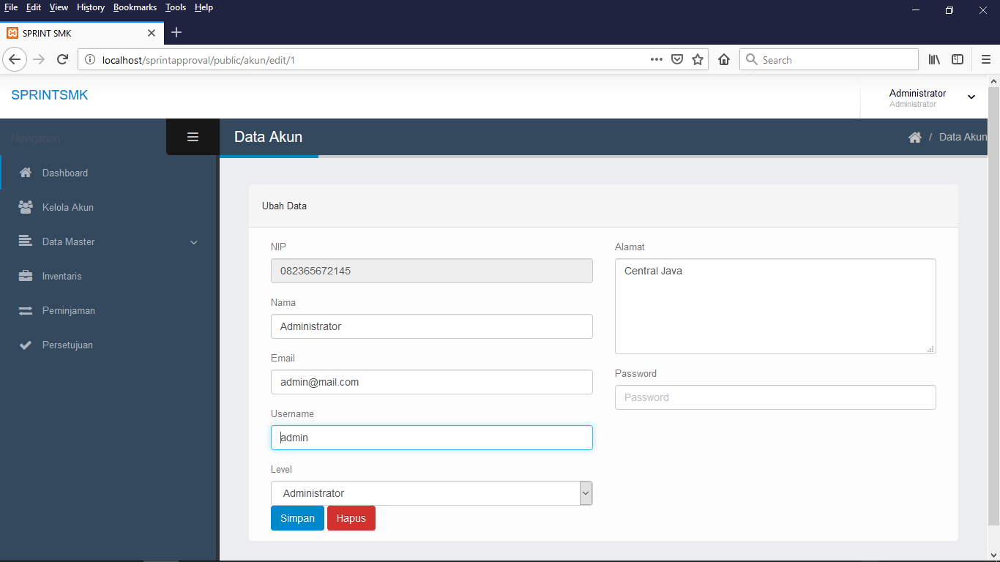 File Edit View History Bookmarks Tools Help
SPRINT SMK
localhost/sprintapproval/public/akun/edit/1
Search
SPRINTSMK
Administrator
Administrator
Navigation
Data Akun
/ Data Akun
Dashboard
Kelola Akun
Data Master
Inventaris
Peminjaman
Persetujuan
Ubah Data
NIP
082365672145
Nama
Administrator
Email
admin@mail.com
Username
admin
Level
Administrator
Simpan Hapus
Alamat
Central Java
Password
Password